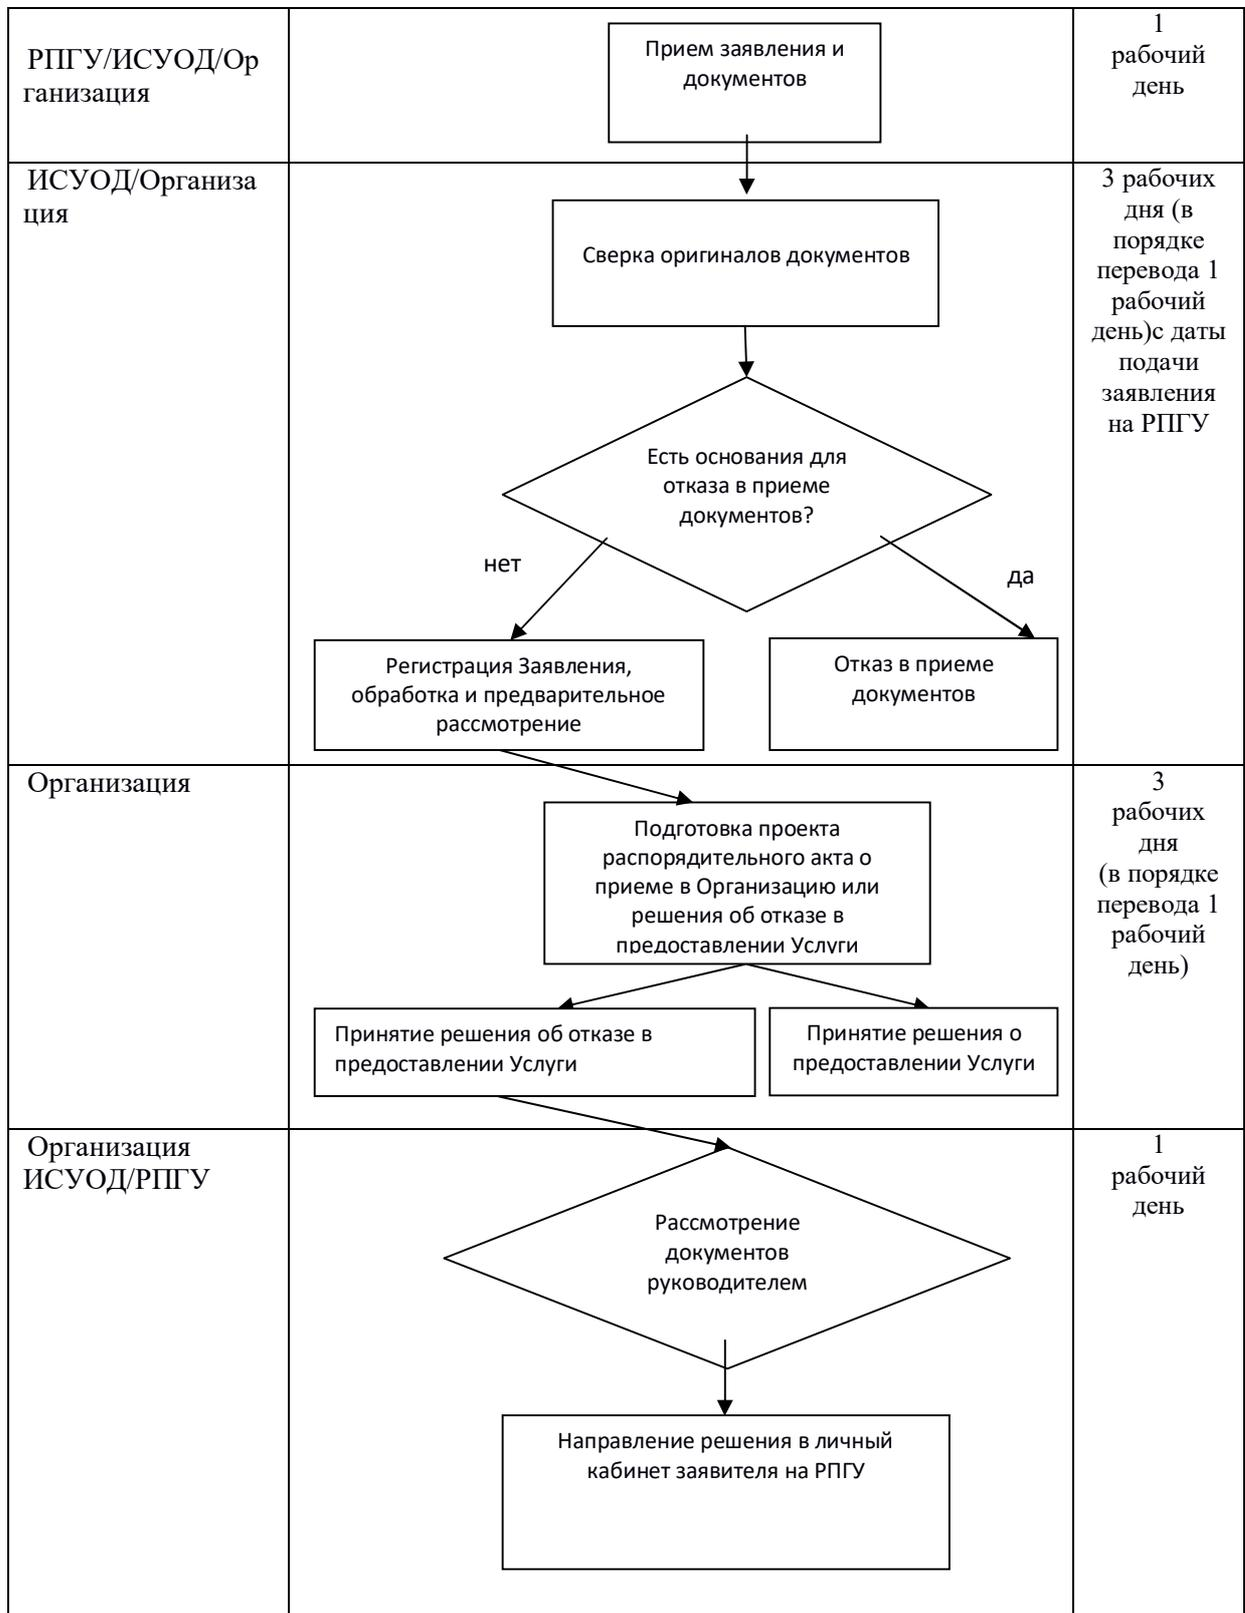 РПГУ/ИСУОД/Ор
ганизация
Прием заявления и
документов
1
рабочий
день
ИСУОД/Организа
ция
Сверка оригиналов документов
Есть основания для
отказа в приеме
документов?
нет
да
Регистрация Заявления,
обработка и предварительное
рассмотрение
Отказ в приеме
документов
3 рабочих
дня (в
порядке
перевода 1
рабочий
день)с даты
подачи
заявления
на РПГУ
Организация
Подготовка проекта
распорядительного акта о
приеме в Организацию или
решения об отказе в
предоставлении Услуги
Принятие решения об отказе в
предоставлении Услуги
Принятие решения о
предоставлении Услуги
3
рабочих
дня
(в порядке
перевода 1
рабочий
день)
Организация
ИСУОД/РПГУ
Рассмотрение
документов
руководителем
Направление решения в личный
кабинет заявителя на РПГУ
1
рабочий
день